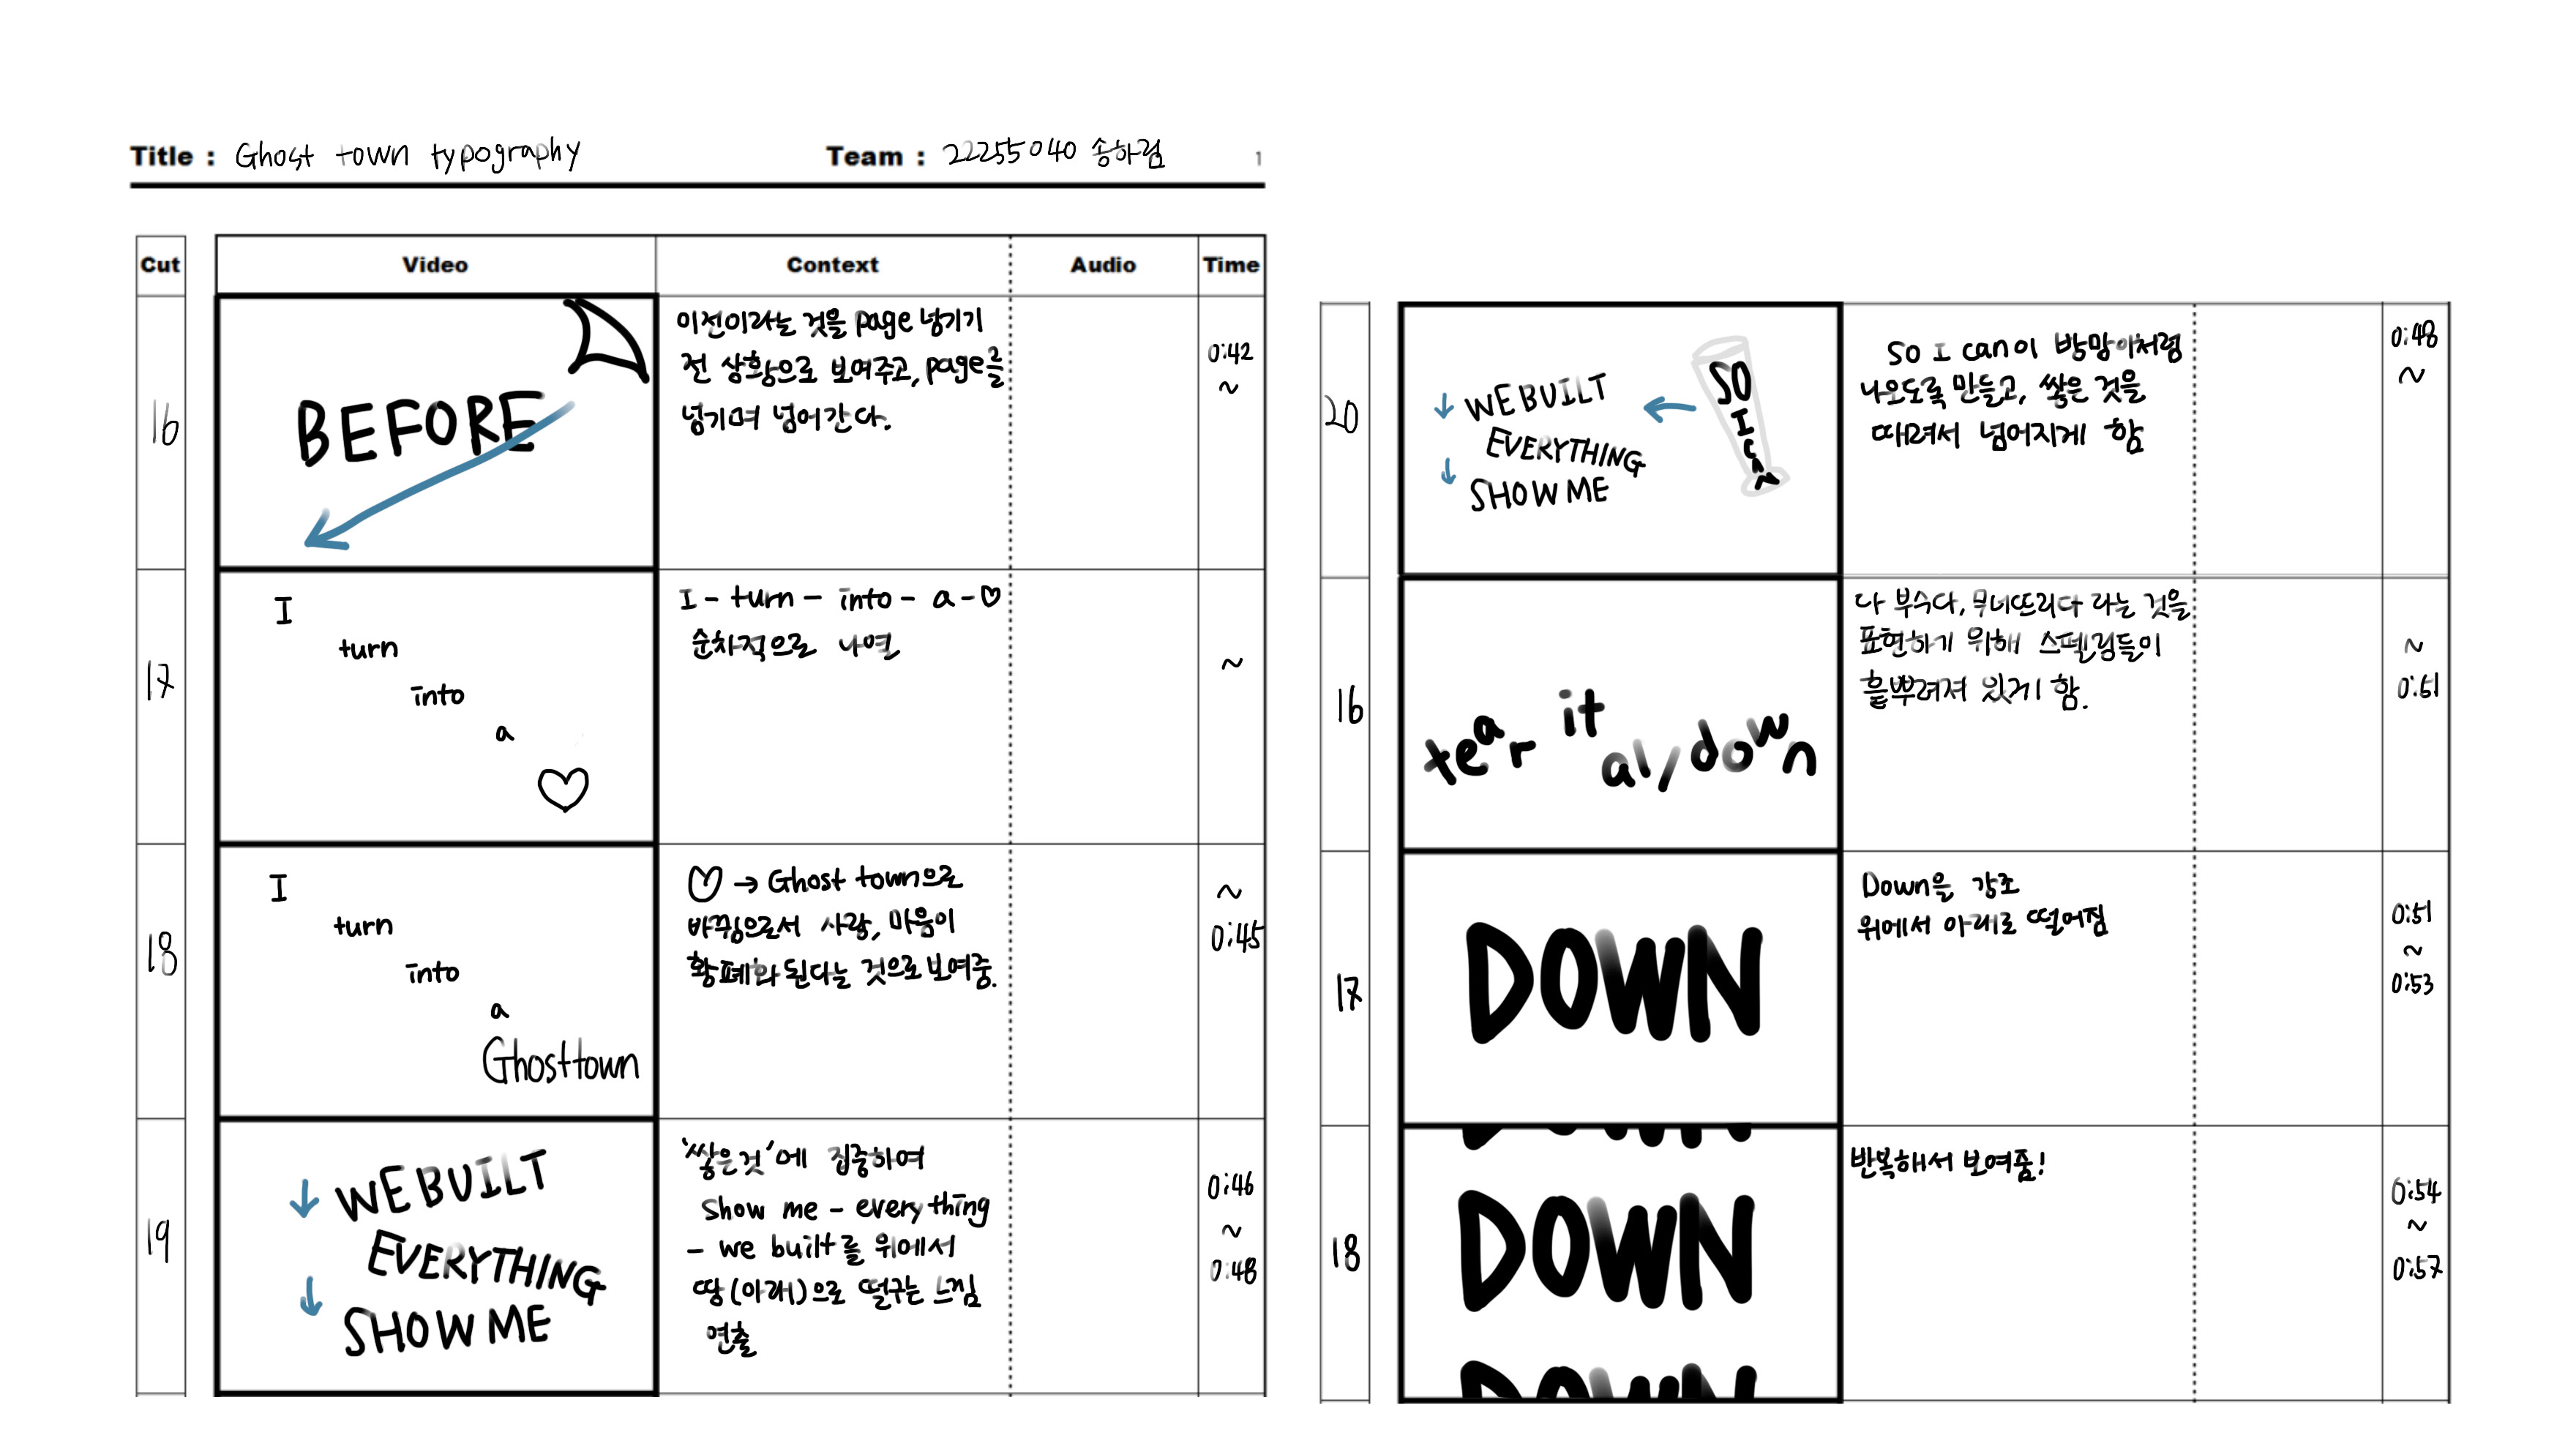 Title : Ghost town typography
Team : 22255040 송하림
1
Cut Video Context Audio Time
16
BEFORE
이전이라는 것을 page 넘기기
전 상황으로 보여주고, page를
넘기며 넘어간다.
0:42
~
17
I
turn
into
a
♡
I - turn - into - a - ♡
순차적으로 나열
~
18
I
turn
into
a
Ghosttown
♡ → Ghost town으로
바뀜으로서 사랑, 마음이
황폐화 된다는 것으로 보여줌.
~
0:45
19
↓ WE BUILT
EVERYTHING
↓ SHOW ME
'쌓은것'에 집중하여
Show me - everything
- we built를 위에서
땅(아래)으로 떨구는 느낌
연출
0:46
~
0:48
20
↓ WE BUILT
EVERYTHING
↓ SHOW ME
←
SO I CAN
So I can이 방망이처럼
나오도록 만들고, 쌓은 것을
때려서 넘어지게 함
0:48
~
16
tear it al/down
다 부수다, 무너뜨리다 라는 것을
표현하기 위해 스펠링들이
흩뿌려져 있게 함.
~
0:51
17
DOWN
Down을 강조
위에서 아래로 떨어짐
0:51
~
0:53
18
DOWN
DOWN
DOWN
반복해서 보여줌!
0:54
~
0:57